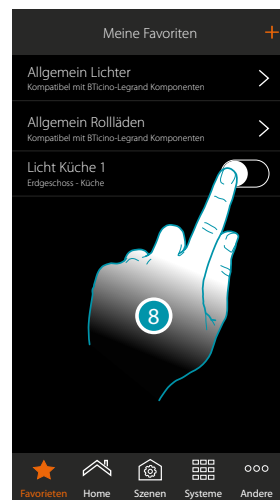 Meine Favoriten +
Allgemein Lichter
Kompatibel mit BTicino-Legrand Komponenten
Allgemein Rollläden
Kompatibel mit BTicino-Legrand Komponenten
Licht Küche 1
Erdgeschoss - Küche
8
Favorieten Home Szenen Systeme Andere